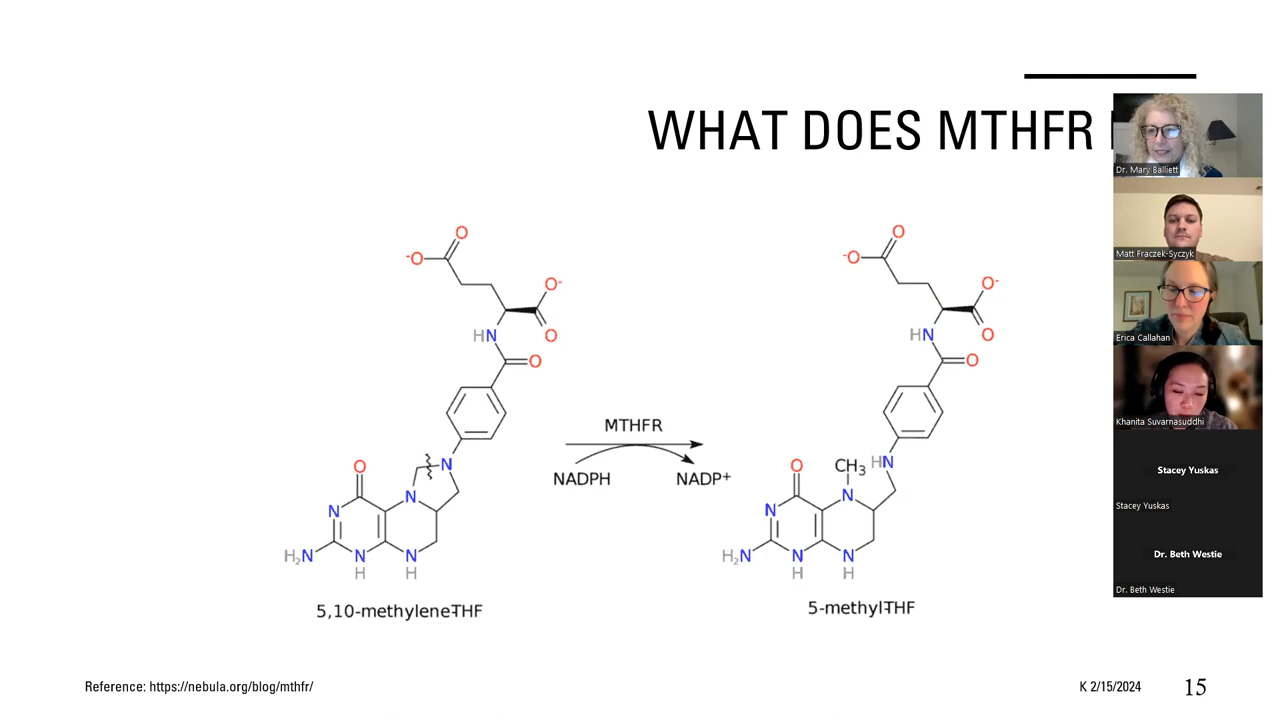 WHAT DOES MTHFR
Dr. Mary Balliett
Matt Fraczek-Syczyk
Erica Callahan
Khanita Suvarnasuddhi
Stacey Yuskas
Stacey Yuskas
Dr. Beth Westie
Dr. Beth Westie
O
-O
O-
O
HN
O
N
O
N
N
H₂N
N
H
N
H
5,10-methylene-THF
MTHFR
NADPH
NADP+
O
-O
O-
O
HN
O
HN
CH₃
O
N
N
H₂N
N
H
N
H
5-methyl-THF
Reference: https://nebula.org/blog/mthfr/
K 2/15/2024
15